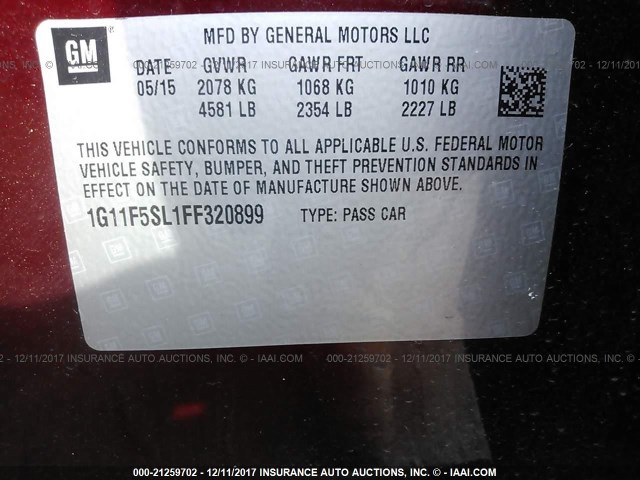 GM
®
MFD BY GENERAL MOTORS LLC
DATE GVWR GAWR FRT GAWR RR
05/15 2078 KG 1068 KG 1010 KG
4581 LB 2354 LB 2227 LB
THIS VEHICLE CONFORMS TO ALL APPLICABLE U.S. FEDERAL MOTOR
VEHICLE SAFETY, BUMPER, AND THEFT PREVENTION STANDARDS IN
EFFECT ON THE DATE OF MANUFACTURE SHOWN ABOVE.
1G11F5SL1FF320899 TYPE: PASS CAR
000-21259702 - 12/11/2017 INSURANCE AUTO AUCTIONS, INC. © - IAAI.COM